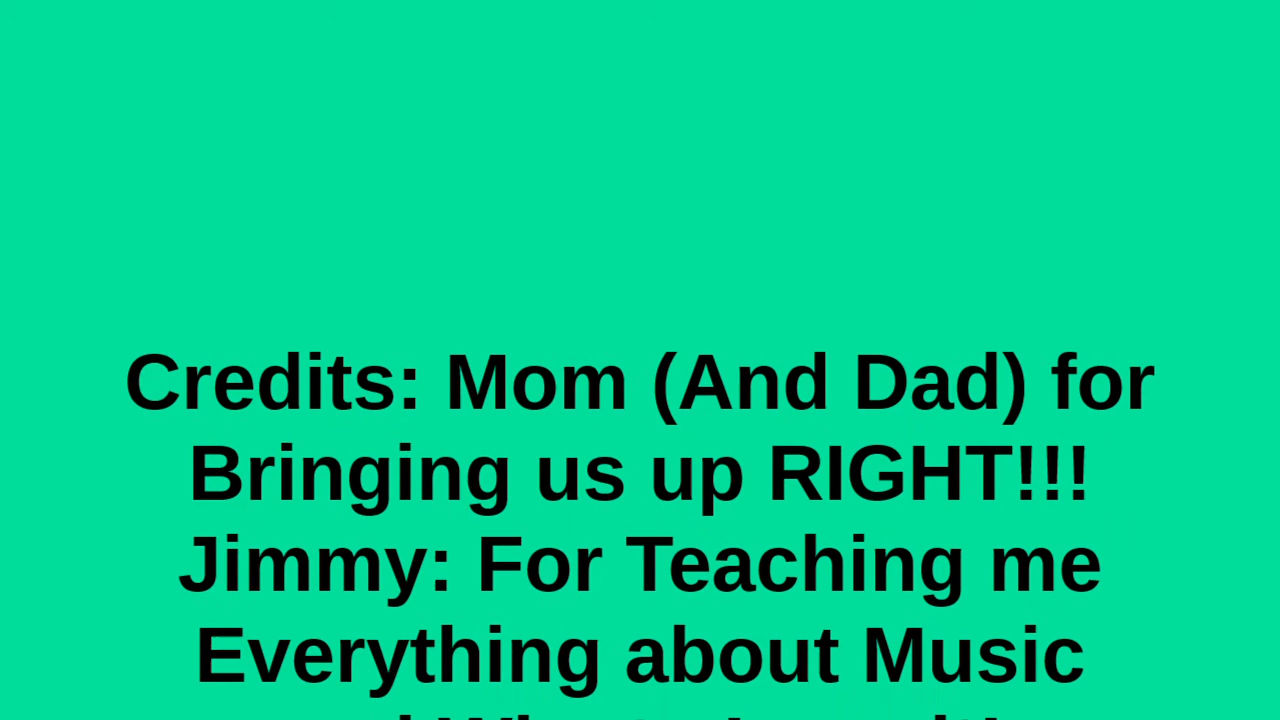 Credits: Mom (And Dad) for
Bringing us up RIGHT!!!
Jimmy: For Teaching me
Everything about Music